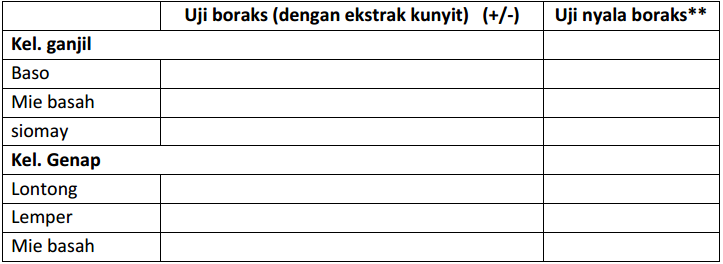 Uji boraks (dengan ekstrak kunyit) (+/-) Uji nyala boraks**
Kel. ganjil
Baso
Mie basah
siomay
Kel. Genap
Lontong
Lemper
Mie basah